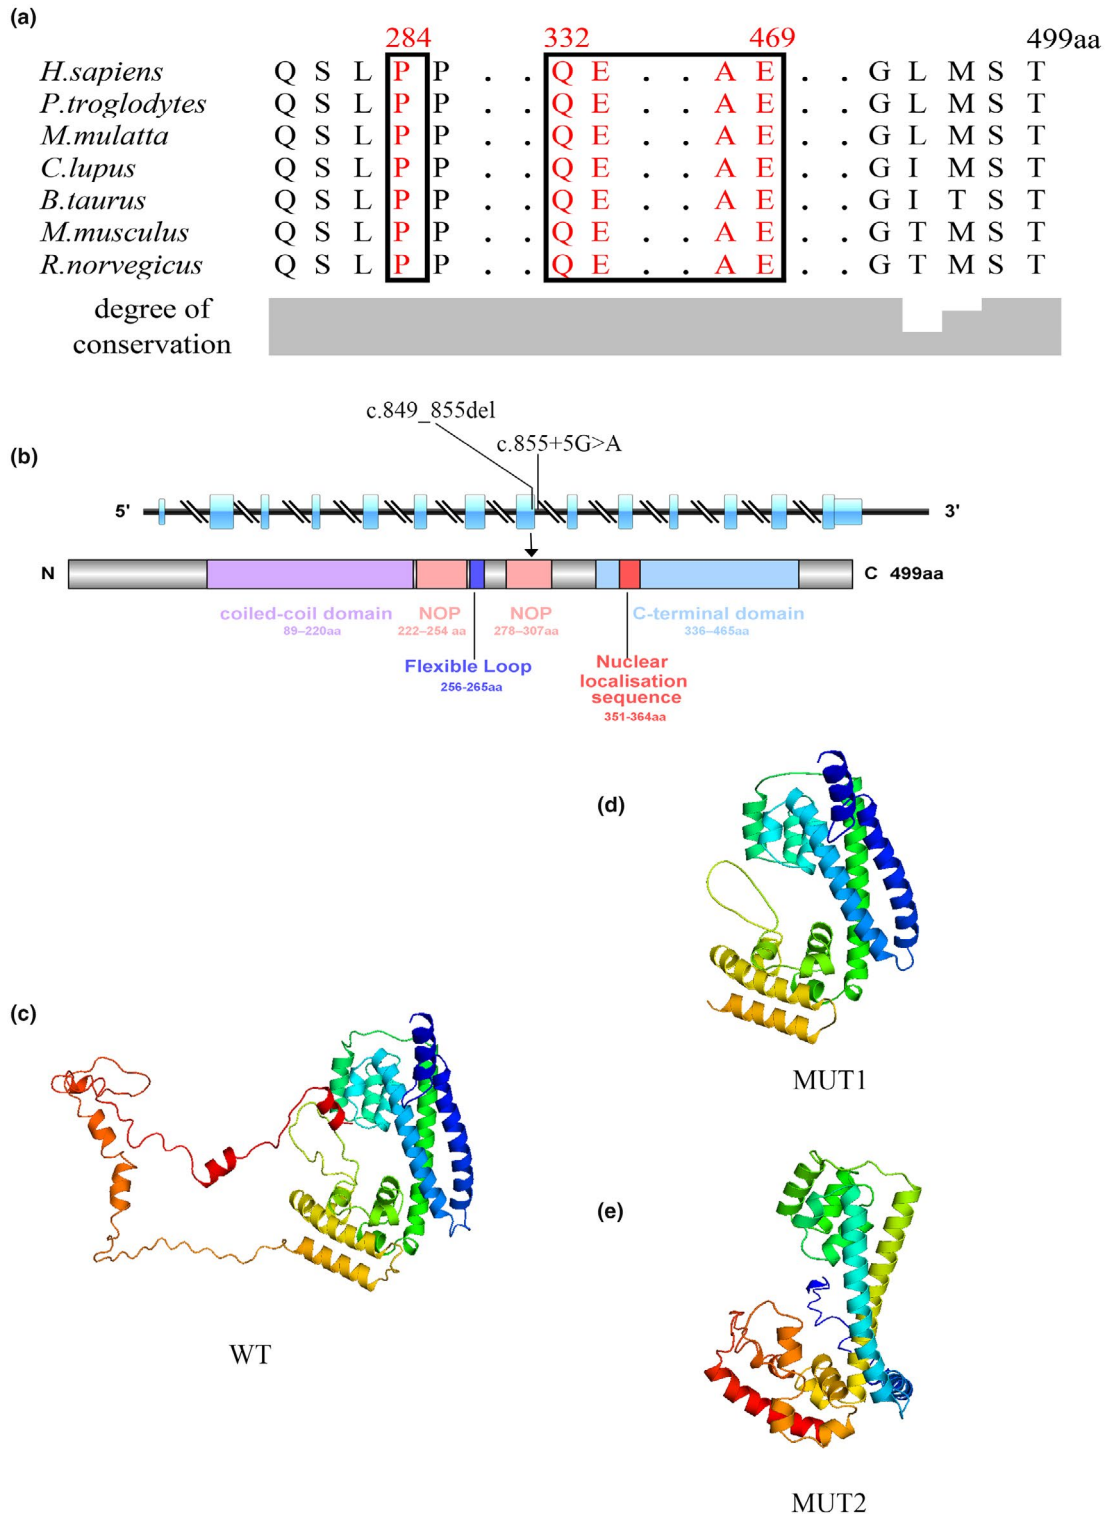 (a)
284 332 469 499aa
H.sapiens Q S L P P . . Q E . . A E . . G L M S T
P.troglodytes Q S L P P . . Q E . . A E . . G L M S T
M.mulatta Q S L P P . . Q E . . A E . . G L M S T
C.lupus Q S L P P . . Q E . . A E . . G I M S T
B.taurus Q S L P P . . Q E . . A E . . G I T S T
M.musculus Q S L P P . . Q E . . A E . . G T M S T
R.norvegicus Q S L P P . . Q E . . A E . . G T M S T
degree of
conservation
c.849_855del
c.855+5G>A
(b)
5' 3'
N C 499aa
coiled-coil domain NOP NOP C-terminal domain
89–220aa 222–254 aa 278–307aa 336–465aa
Flexible Loop
256-265aa
Nuclear
localisation
sequence
351-364aa
(d)
MUT1
(c)
WT
(e)
MUT2